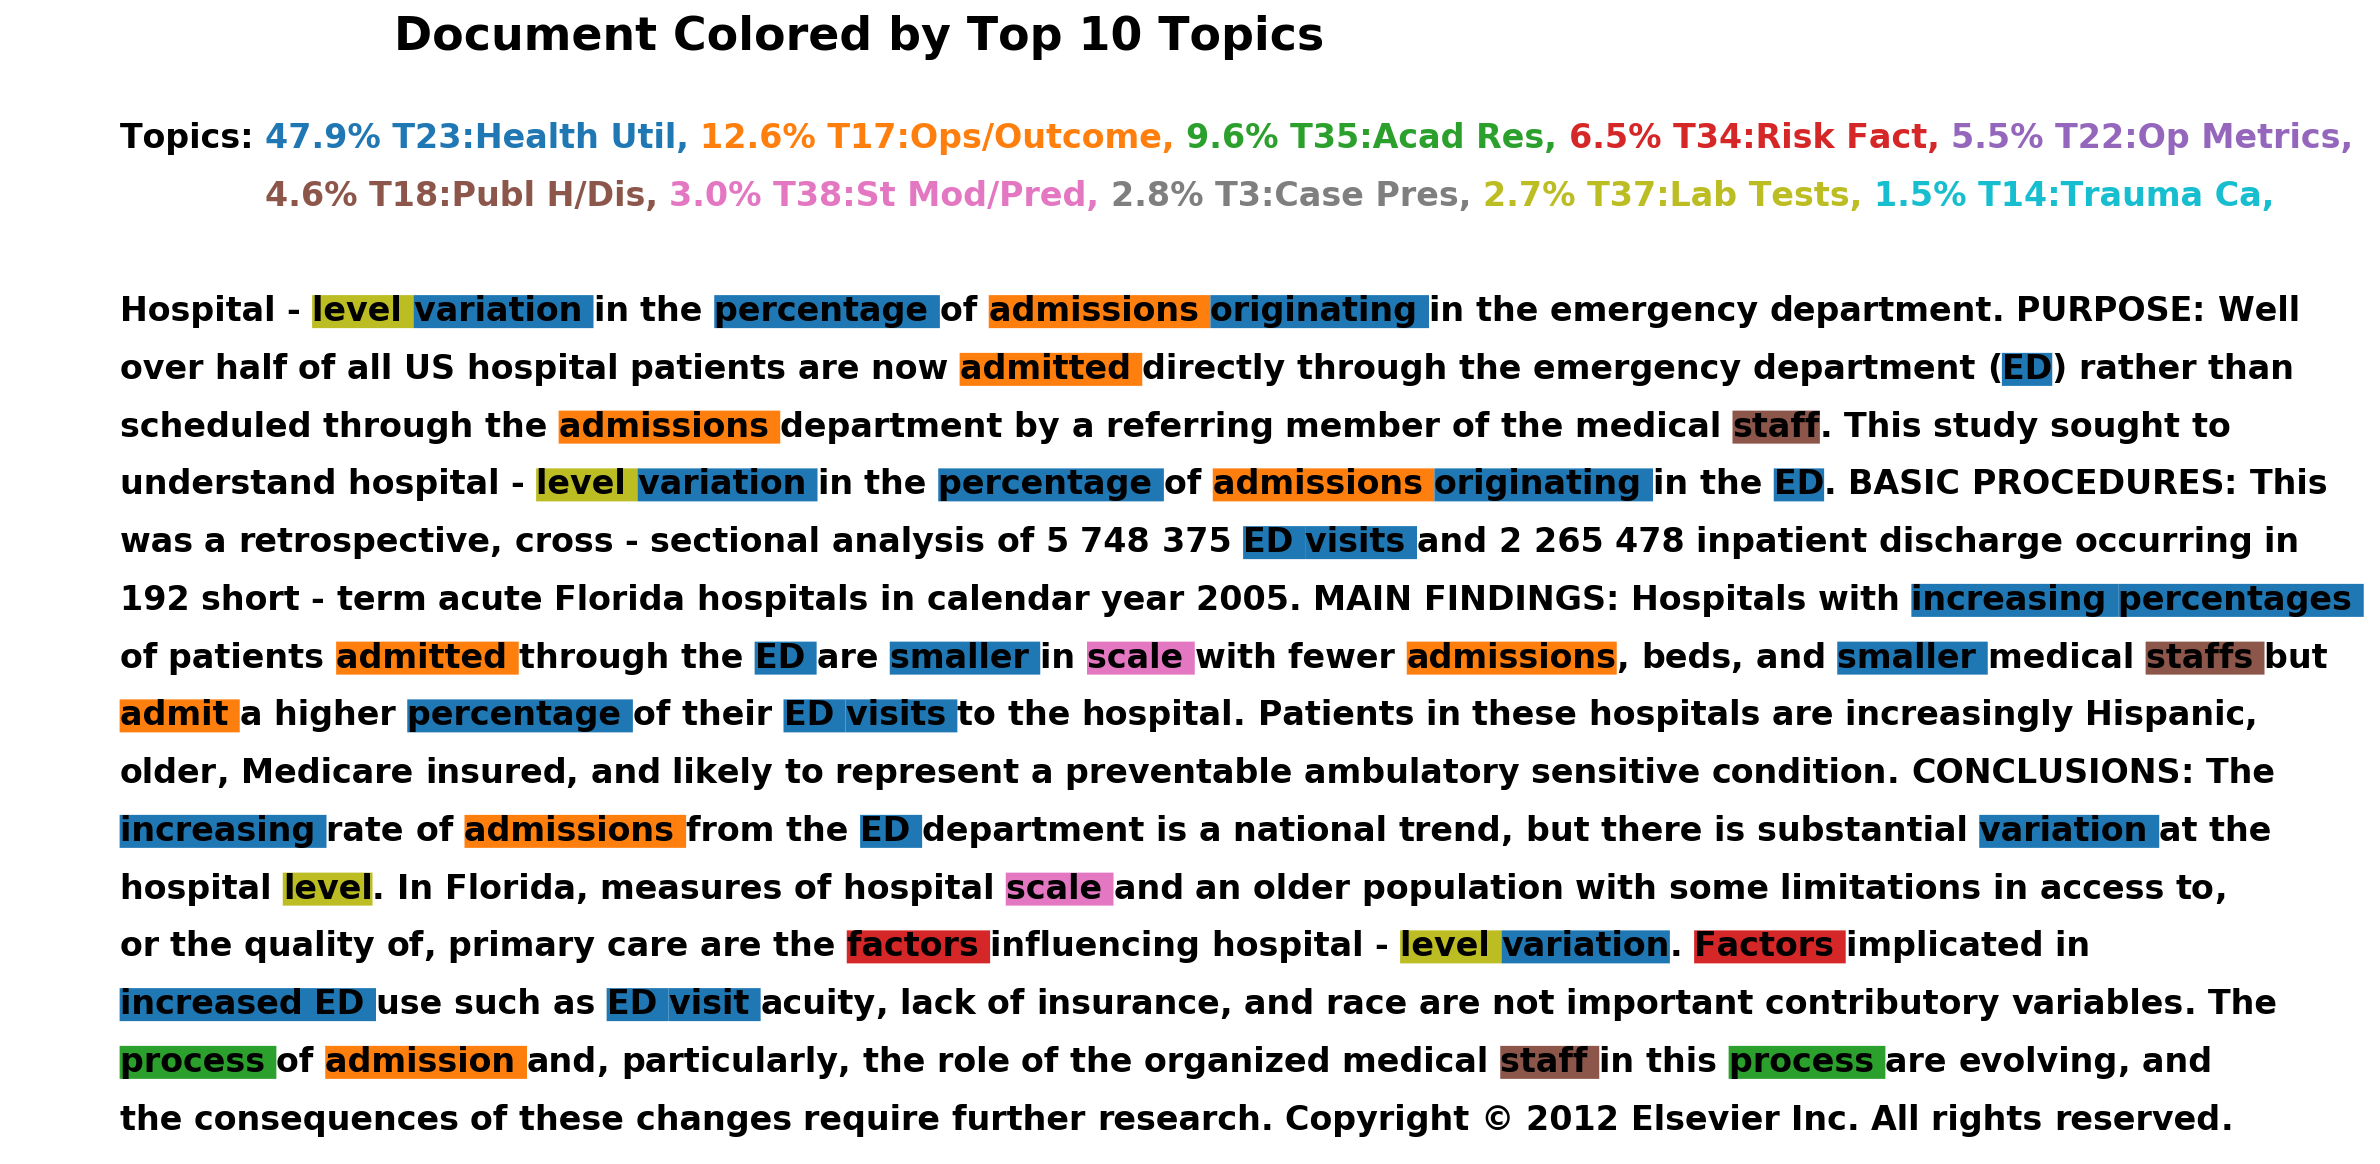 Document Colored by Top 10 Topics
Topics: 47.9% T23:Health Util, 12.6% T17:Ops/Outcome, 9.6% T35:Acad Res, 6.5% T34:Risk Fact, 5.5% T22:Op Metrics,
4.6% T18:Publ H/Dis, 3.0% T38:St Mod/Pred, 2.8% T3:Case Pres, 2.7% T37:Lab Tests, 1.5% T14:Trauma Ca,
Hospital - level variation in the percentage of admissions originating in the emergency department. PURPOSE: Well
over half of all US hospital patients are now admitted directly through the emergency department (ED) rather than
scheduled through the admissions department by a referring member of the medical staff. This study sought to
understand hospital - level variation in the percentage of admissions originating in the ED. BASIC PROCEDURES: This
was a retrospective, cross - sectional analysis of 5 748 375 ED visits and 2 265 478 inpatient discharge occurring in
192 short - term acute Florida hospitals in calendar year 2005. MAIN FINDINGS: Hospitals with increasing percentages
of patients admitted through the ED are smaller in scale with fewer admissions, beds, and smaller medical staffs but
admit a higher percentage of their ED visits to the hospital. Patients in these hospitals are increasingly Hispanic,
older, Medicare insured, and likely to represent a preventable ambulatory sensitive condition. CONCLUSIONS: The
increasing rate of admissions from the ED department is a national trend, but there is substantial variation at the
hospital level. In Florida, measures of hospital scale and an older population with some limitations in access to,
or the quality of, primary care are the factors influencing hospital - level variation. Factors implicated in
increased ED use such as ED visit acuity, lack of insurance, and race are not important contributory variables. The
process of admission and, particularly, the role of the organized medical staff in this process are evolving, and
the consequences of these changes require further research. Copyright © 2012 Elsevier Inc. All rights reserved.